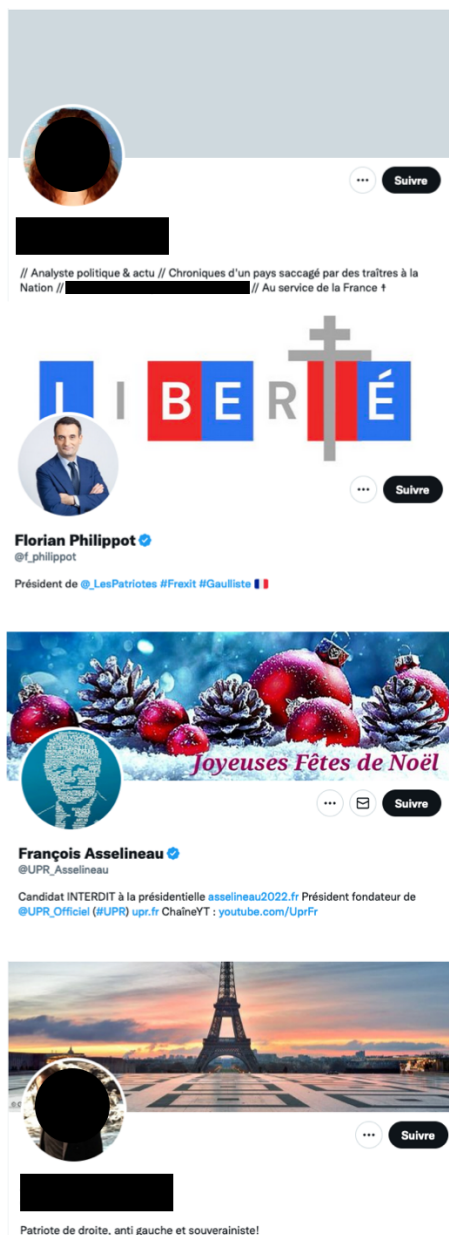 Suivre
// Analyste politique & actu // Chroniques d'un pays saccagé par des traîtres à la
Nation // // Au service de la France ☨
LIBERTÉ
Suivre
Florian Philippot
@f_philippot
Président de @_LesPatriotes #Frexit #Gaulliste 🇫🇷
Joyeuses Fêtes de Noël
Suivre
François Asselineau
@UPR_Asselineau
Candidat INTERDIT à la présidentielle asselineau2022.fr Président fondateur de
@UPR_Officiel (#UPR) upr.fr ChaîneYT : youtube.com/UprFr
Suivre
Patriote de droite, anti gauche et souverainiste!